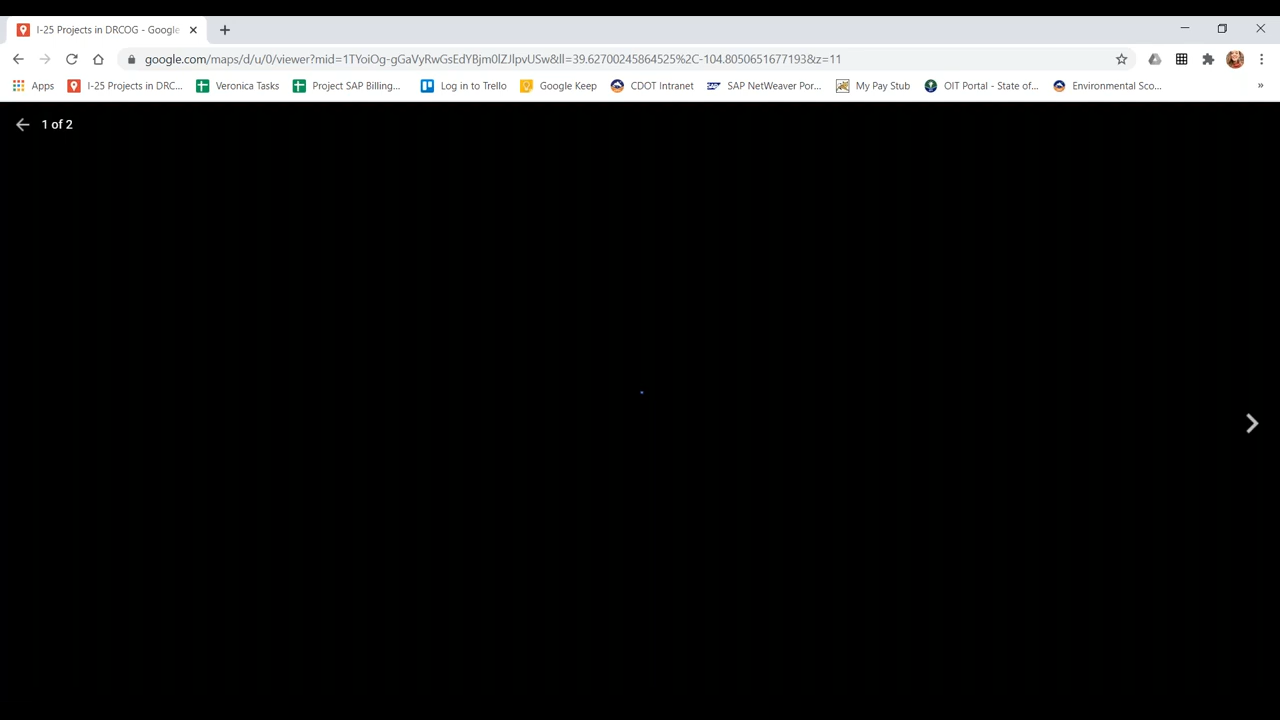 I-25 Projects in DRCOG - Google
google.com/maps/d/u/0/viewer?mid=1TYoiOg-gGaVyRwGsEdYBjm0lZJlpvUSw&ll=39.62700245864525%2C-104.8050651677193&z=11
Apps I-25 Projects in DRC... Veronica Tasks Project SAP Billing... Log in to Trello Google Keep CDOT Intranet SAP NetWeaver Por... My Pay Stub OIT Portal - State of... Environmental Sco... »
1 of 2